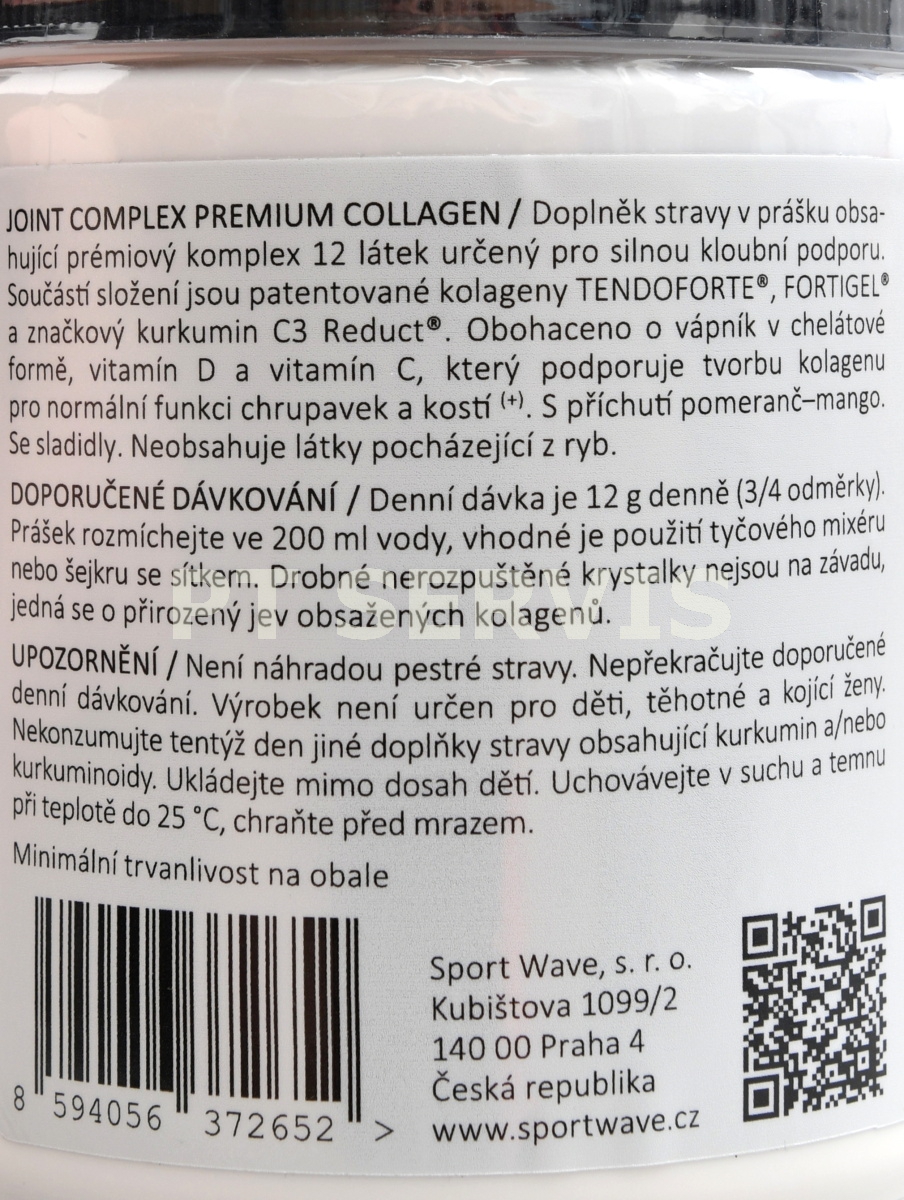 JOINT COMPLEX PREMIUM COLLAGEN / Doplněk stravy v prášku obsa-
hující prémiový komplex 12 látek určený pro silnou kloubní podporu.
Součástí složení jsou patentované kolageny TENDOFORTE®, FORTIGEL®
a značkový kurkumin C3 Reduct®. Obohaceno o vápník v chelátové
formě, vitamín D a vitamín C, který podporuje tvorbu kolagenu
pro normální funkci chrupavek a kostí (+). S příchutí pomeranč–mango.
Se sladidly. Neobsahuje látky pocházející z ryb.
DOPORUČENÉ DÁVKOVÁNÍ / Denní dávka je 12 g denně (3/4 odměrky).
Prášek rozmíchejte ve 200 ml vody, vhodné je použití tyčového mixéru
nebo šejkru se sítkem. Drobné nerozpuštěné krystalky nejsou na závadu,
jedná se o přirozený jev obsažených kolagenů.
PT SERVIS
UPOZORNĚNÍ / Není náhradou pestré stravy. Nepřekračujte doporučené
denní dávkování. Výrobek není určen pro děti, těhotné a kojící ženy.
Nekonzumujte tentýž den jiné doplňky stravy obsahující kurkumin a/nebo
kurkuminoidy. Ukládejte mimo dosah dětí. Uchovávejte v suchu a temnu
při teplotě do 25 °C, chraňte před mrazem.
Minimální trvanlivost na obale
8 594056 372652 >
Sport Wave, s. r. o.
Kubištova 1099/2
140 00 Praha 4
Česká republika
www.sportwave.cz